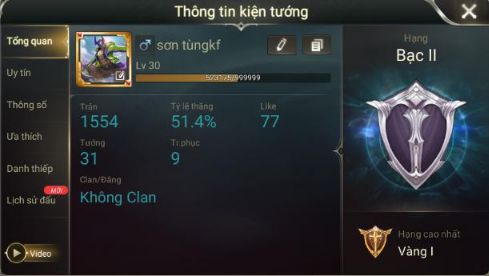 Thông tin kiện tướng
Tổng quan
Uy tín
Thông số
Ưa thích
Danh thiếp
Lịch sử đấu
Mới
Video
sơn tùngkf
Lv 30
523175/999999
Trận
1554
Tỷ lệ thắng
51.4%
Like
77
Tướng
31
Tr.phục
9
Clan/Đăng
Không Clan
Hạng
Bạc II
Hạng cao nhất
Vàng I